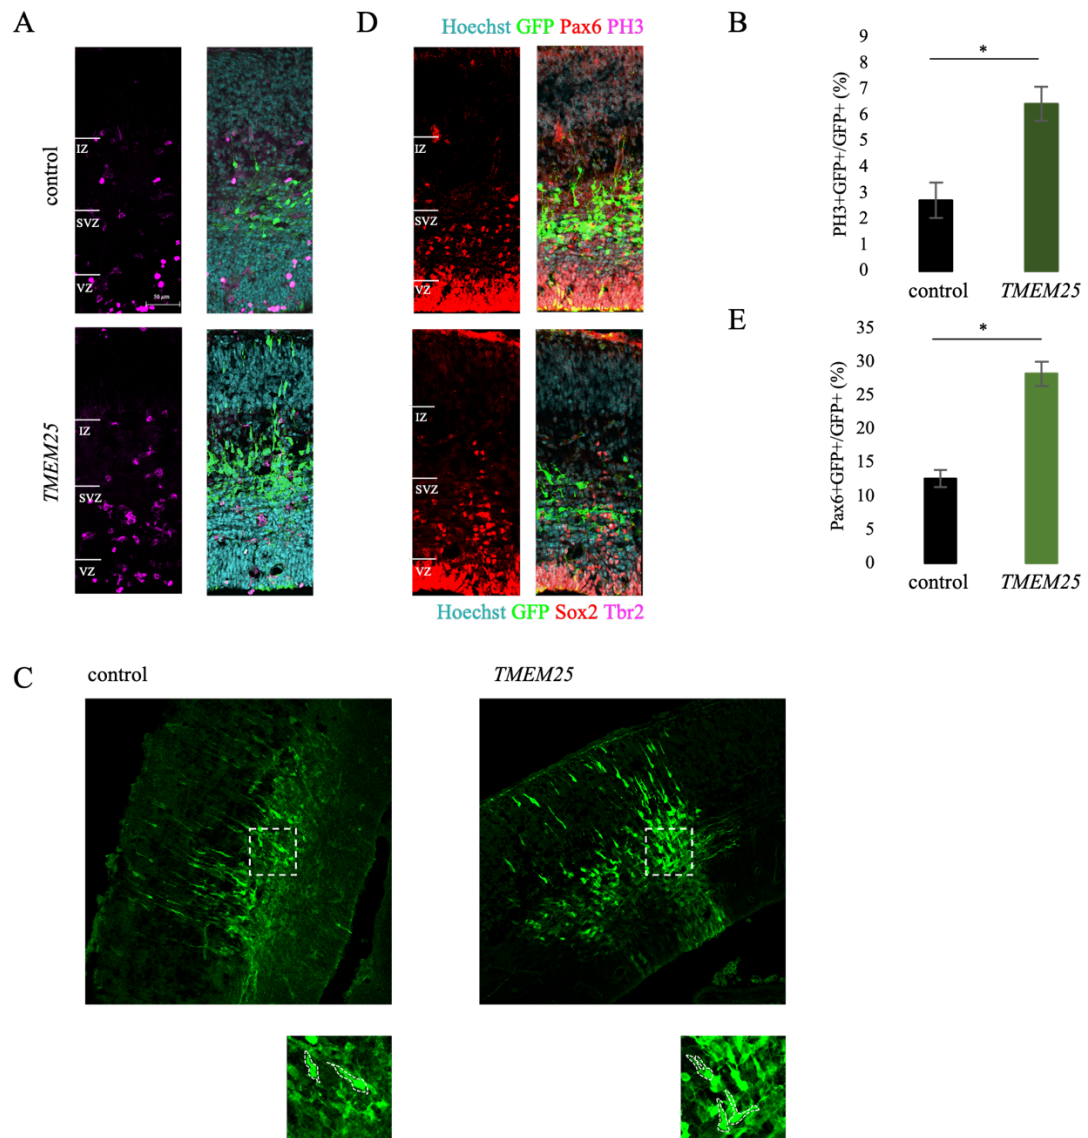 A
D
Hoechst GFP Pax6 PH3
B
control
IZ
SVZ
VZ
50 µm
IZ
SVZ
VZ
PH3+GFP+/GFP+ (%)
9
8
7
6
5
4
3
2
1
0
*
control
TMEM25
TMEM25
IZ
SVZ
VZ
IZ
SVZ
VZ
Hoechst GFP Sox2 Tbr2
E
Pax6+GFP+/GFP+ (%)
35
30
25
20
15
10
5
0
*
control
TMEM25
C
control
TMEM25